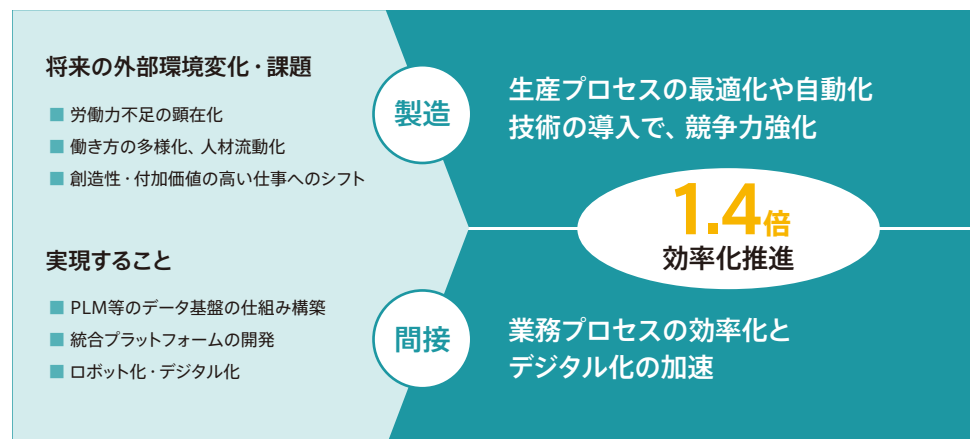 将来の外部環境変化・課題
■ 労働力不足の顕在化
■ 働き方の多様化、人材流動化
■ 創造性・付加価値の高い仕事へのシフト
実現すること
■ PLM等のデータ基盤の仕組み構築
■ 統合プラットフォームの開発
■ ロボット化・デジタル化
製造
生産プロセスの最適化や自動化
技術の導入で、競争力強化
1.4倍
効率化推進
間接
業務プロセスの効率化と
デジタル化の加速